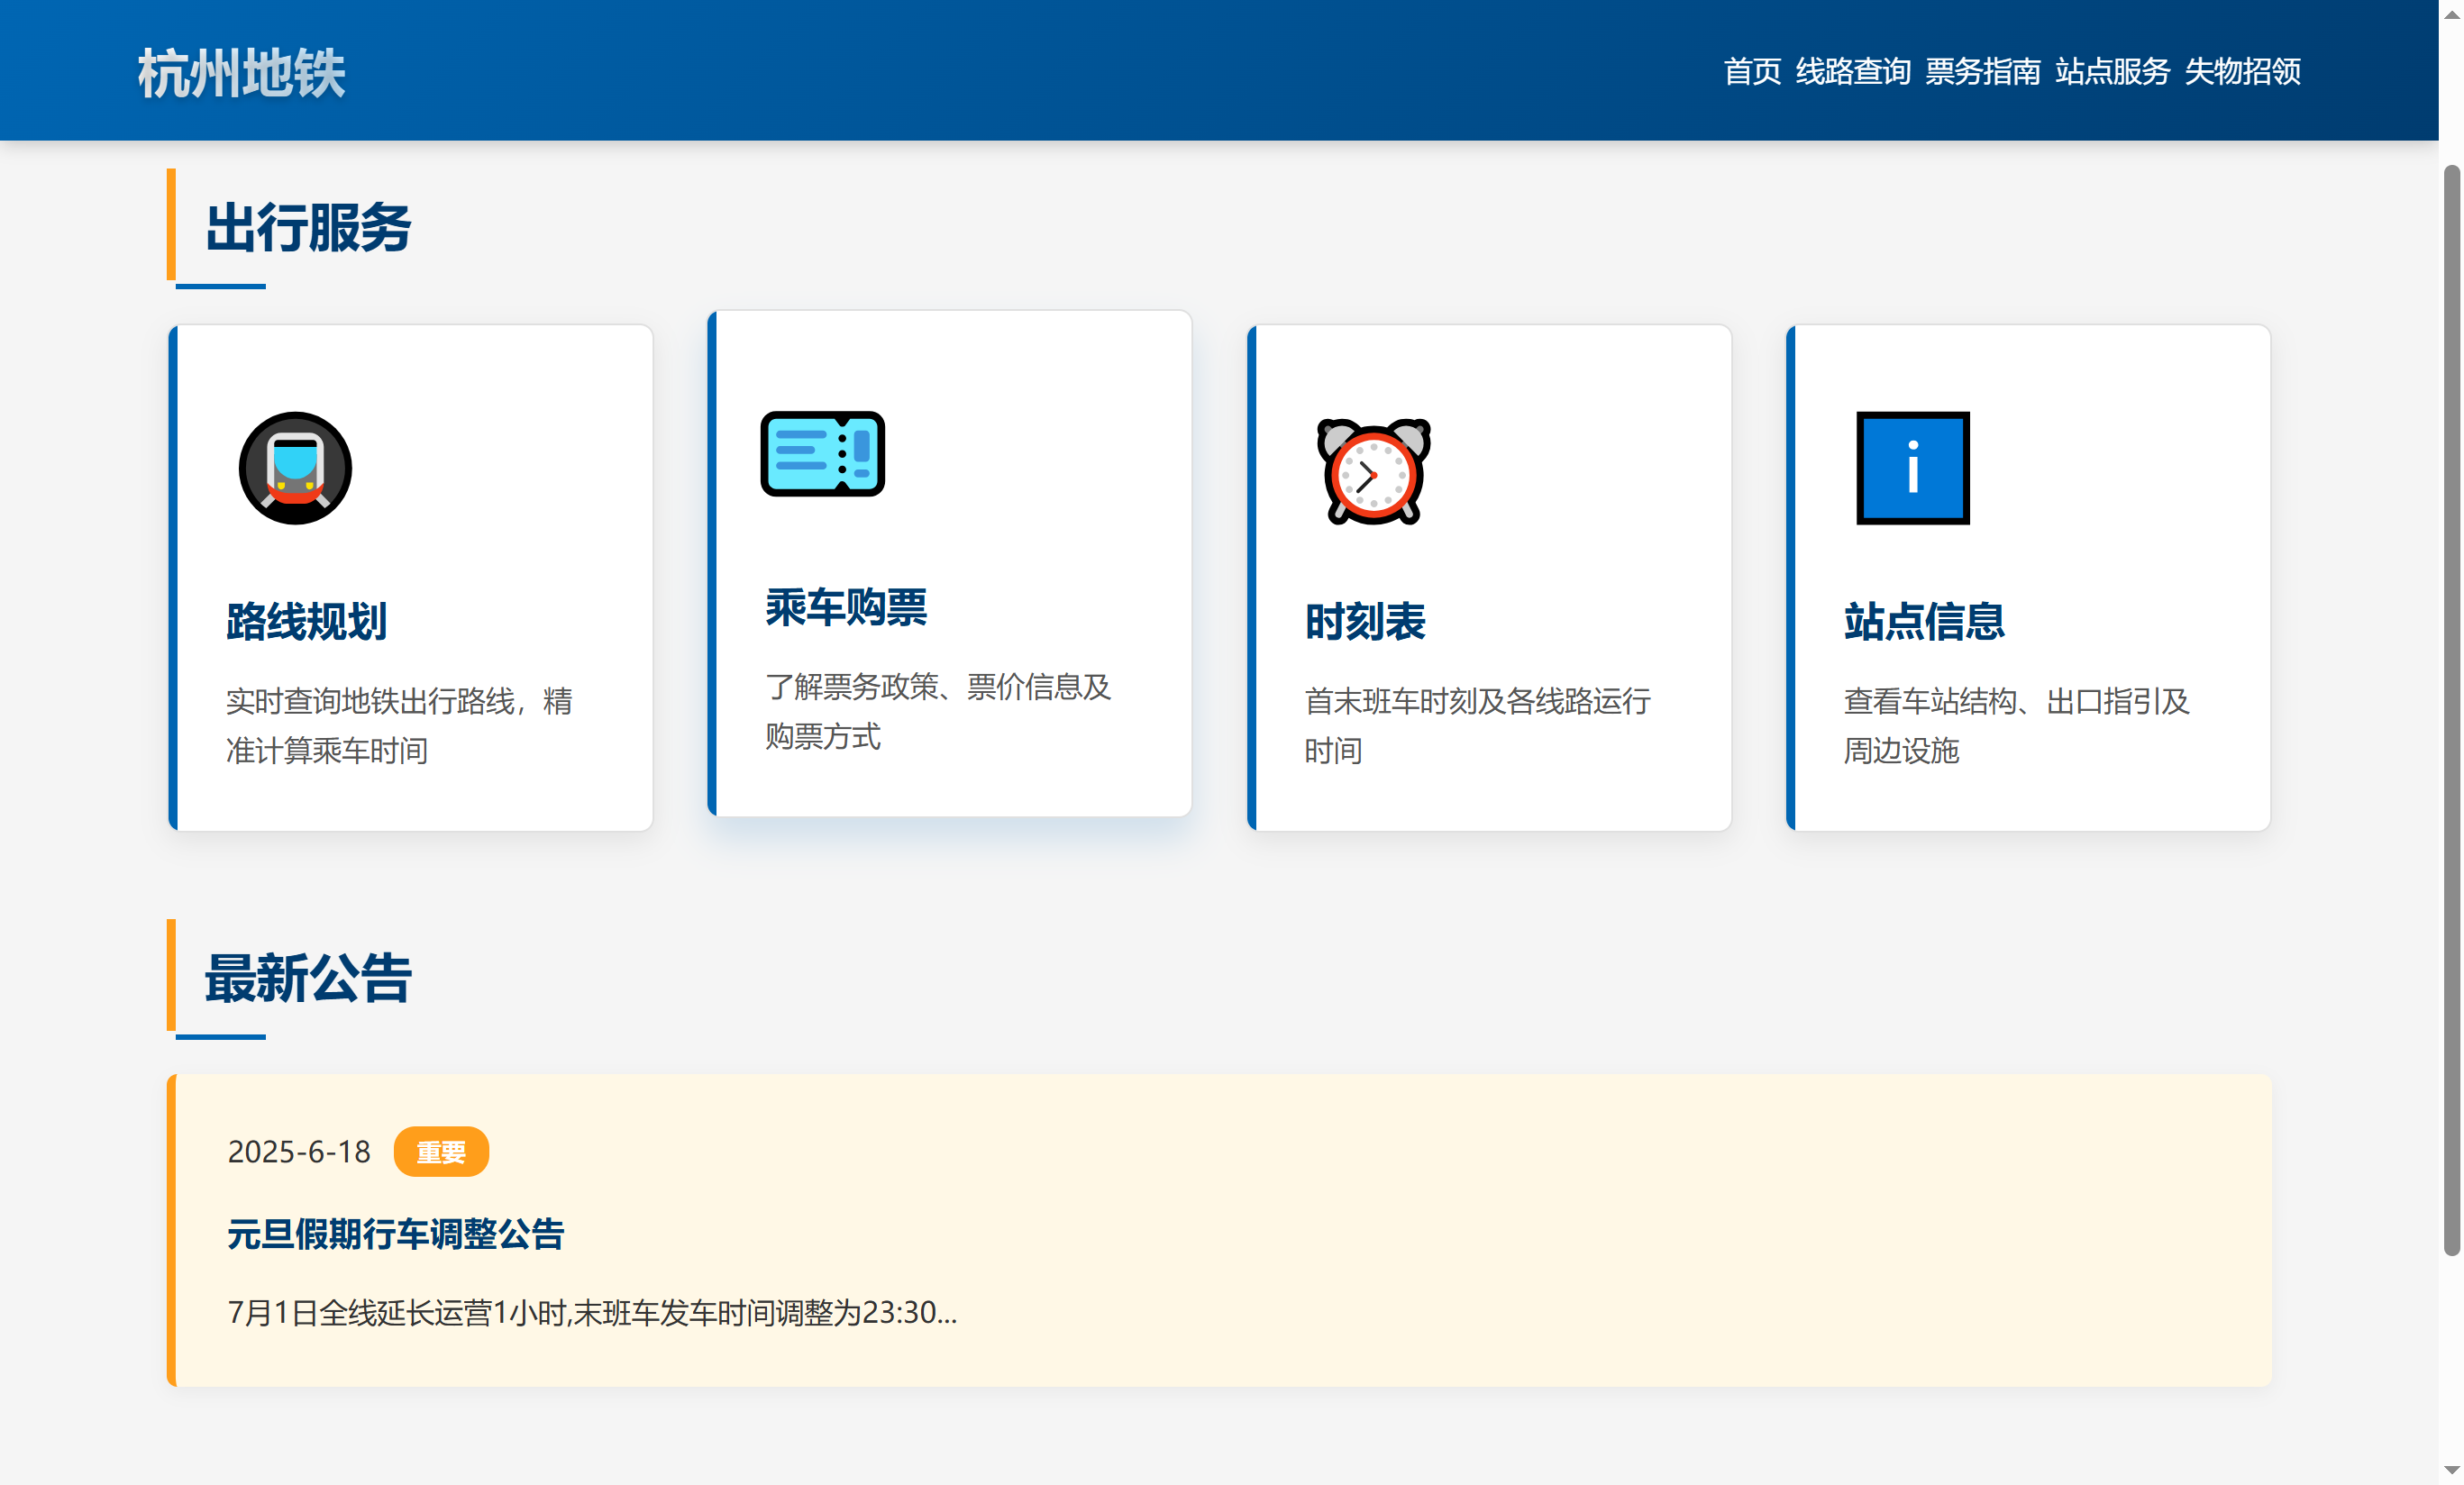 杭州地铁
首页 线路查询 票务指南 站点服务 失物招领
出行服务
路线规划
实时查询地铁出行路线，精
准计算乘车时间
乘车购票
了解票务政策、票价信息及
购票方式
时刻表
首末班车时刻及各线路运行
时间
站点信息
查看车站结构、出口指引及
周边设施
最新公告
2025-6-18 重要
元旦假期行车调整公告
7月1日全线延长运营1小时,末班车发车时间调整为23:30...